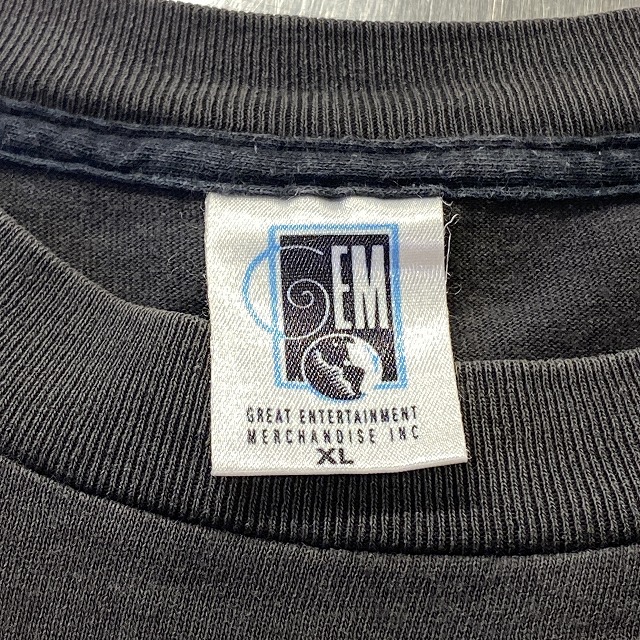 GEM
GREAT ENTERTAINMENT
MERCHANDISE INC
XL